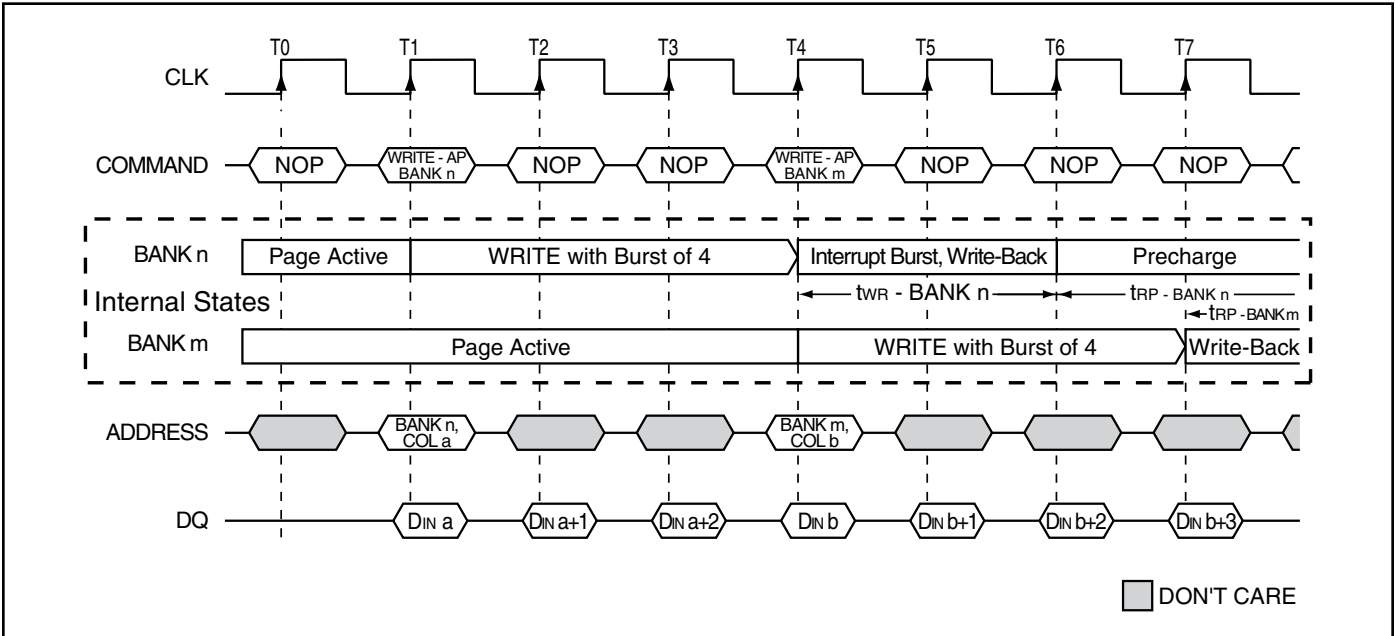 T0 T1 T2 T3 T4 T5 T6 T7
CLK
COMMAND NOP WRITE - AP BANK n NOP NOP WRITE - AP BANK m NOP NOP NOP
BANK n Page Active WRITE with Burst of 4 Interrupt Burst, Write-Back Precharge
Internal States tWR - BANK n tRP - BANK n
tRP - BANK m
BANK m Page Active WRITE with Burst of 4 Write-Back
ADDRESS BANK n, COL a BANK m, COL b
DQ DIN a DIN a+1 DIN a+2 DIN b DIN b+1 DIN b+2 DIN b+3
DON'T CARE